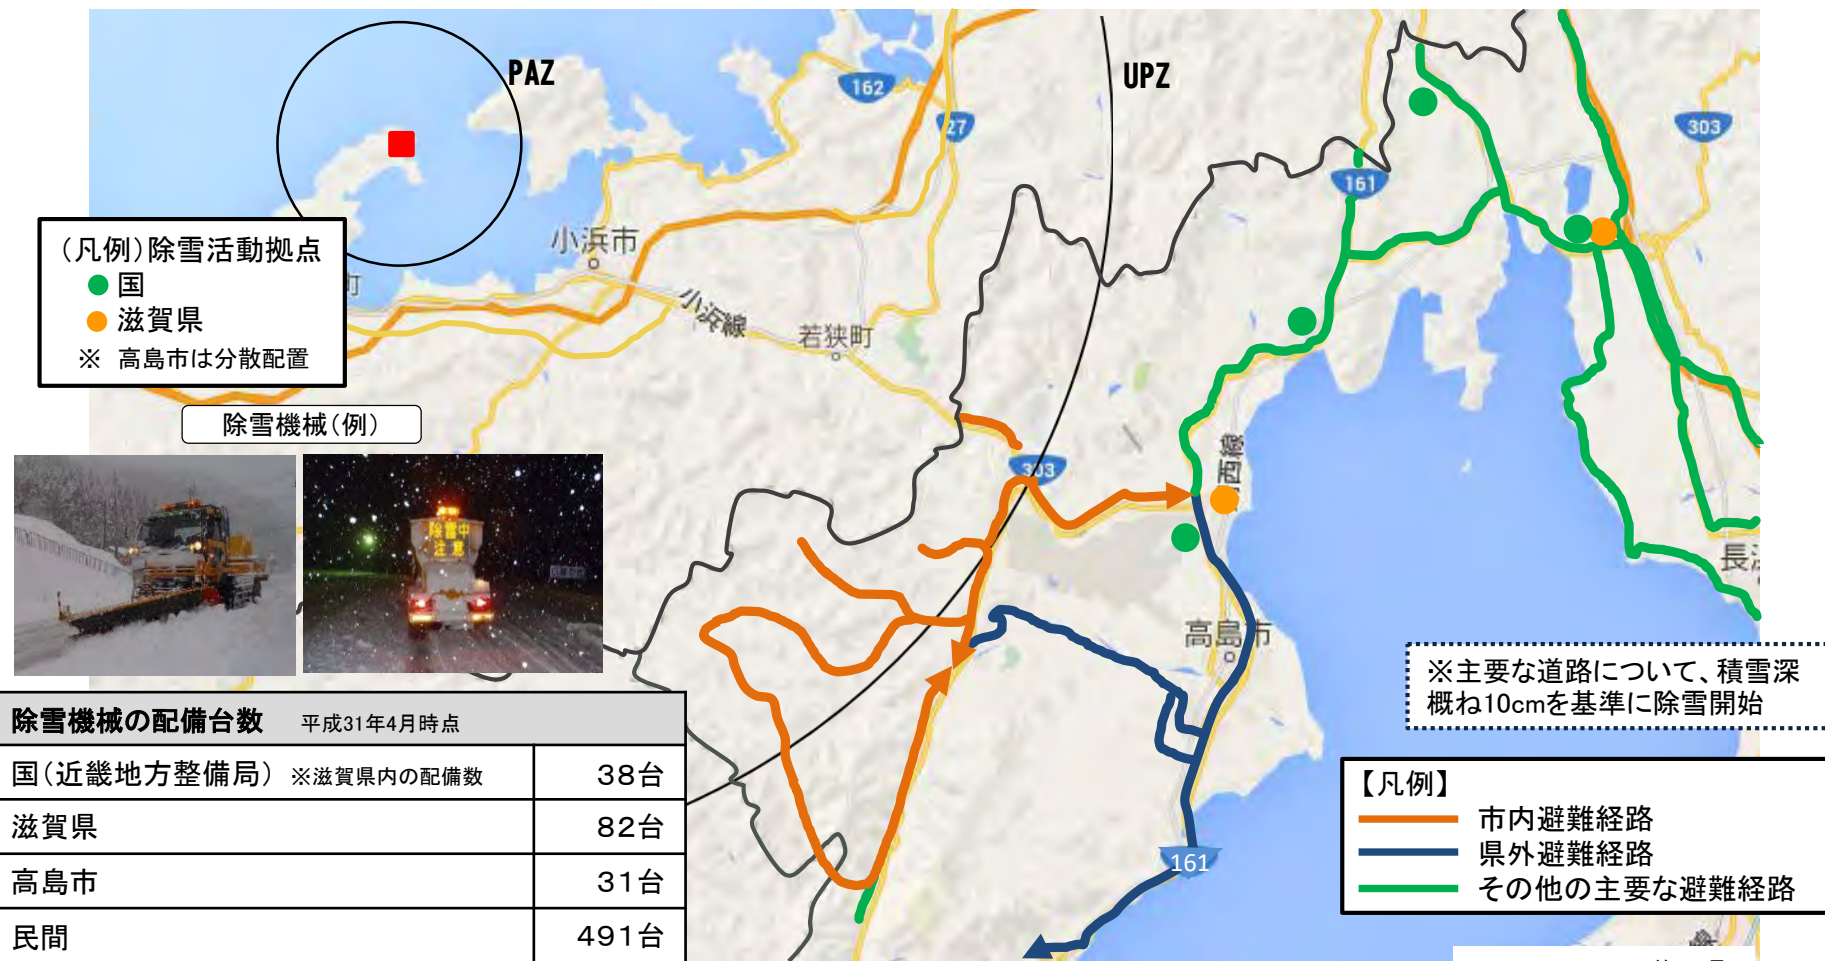 PAZ
UPZ
162
27
303
161
小浜市
小浜線
若狭町
町
(凡例)除雪活動拠点
国
滋賀県
※ 高島市は分散配置
除雪機械(例)
除雪中
注意
303
西線
高島市
長
161
※主要な道路について、積雪深
概ね10cmを基準に除雪開始
除雪機械の配備台数 平成31年4月時点
国(近畿地方整備局) ※滋賀県内の配備数 38台
滋賀県 82台
高島市 31台
民間 491台
【凡例】
市内避難経路
県外避難経路
その他の主要な避難経路